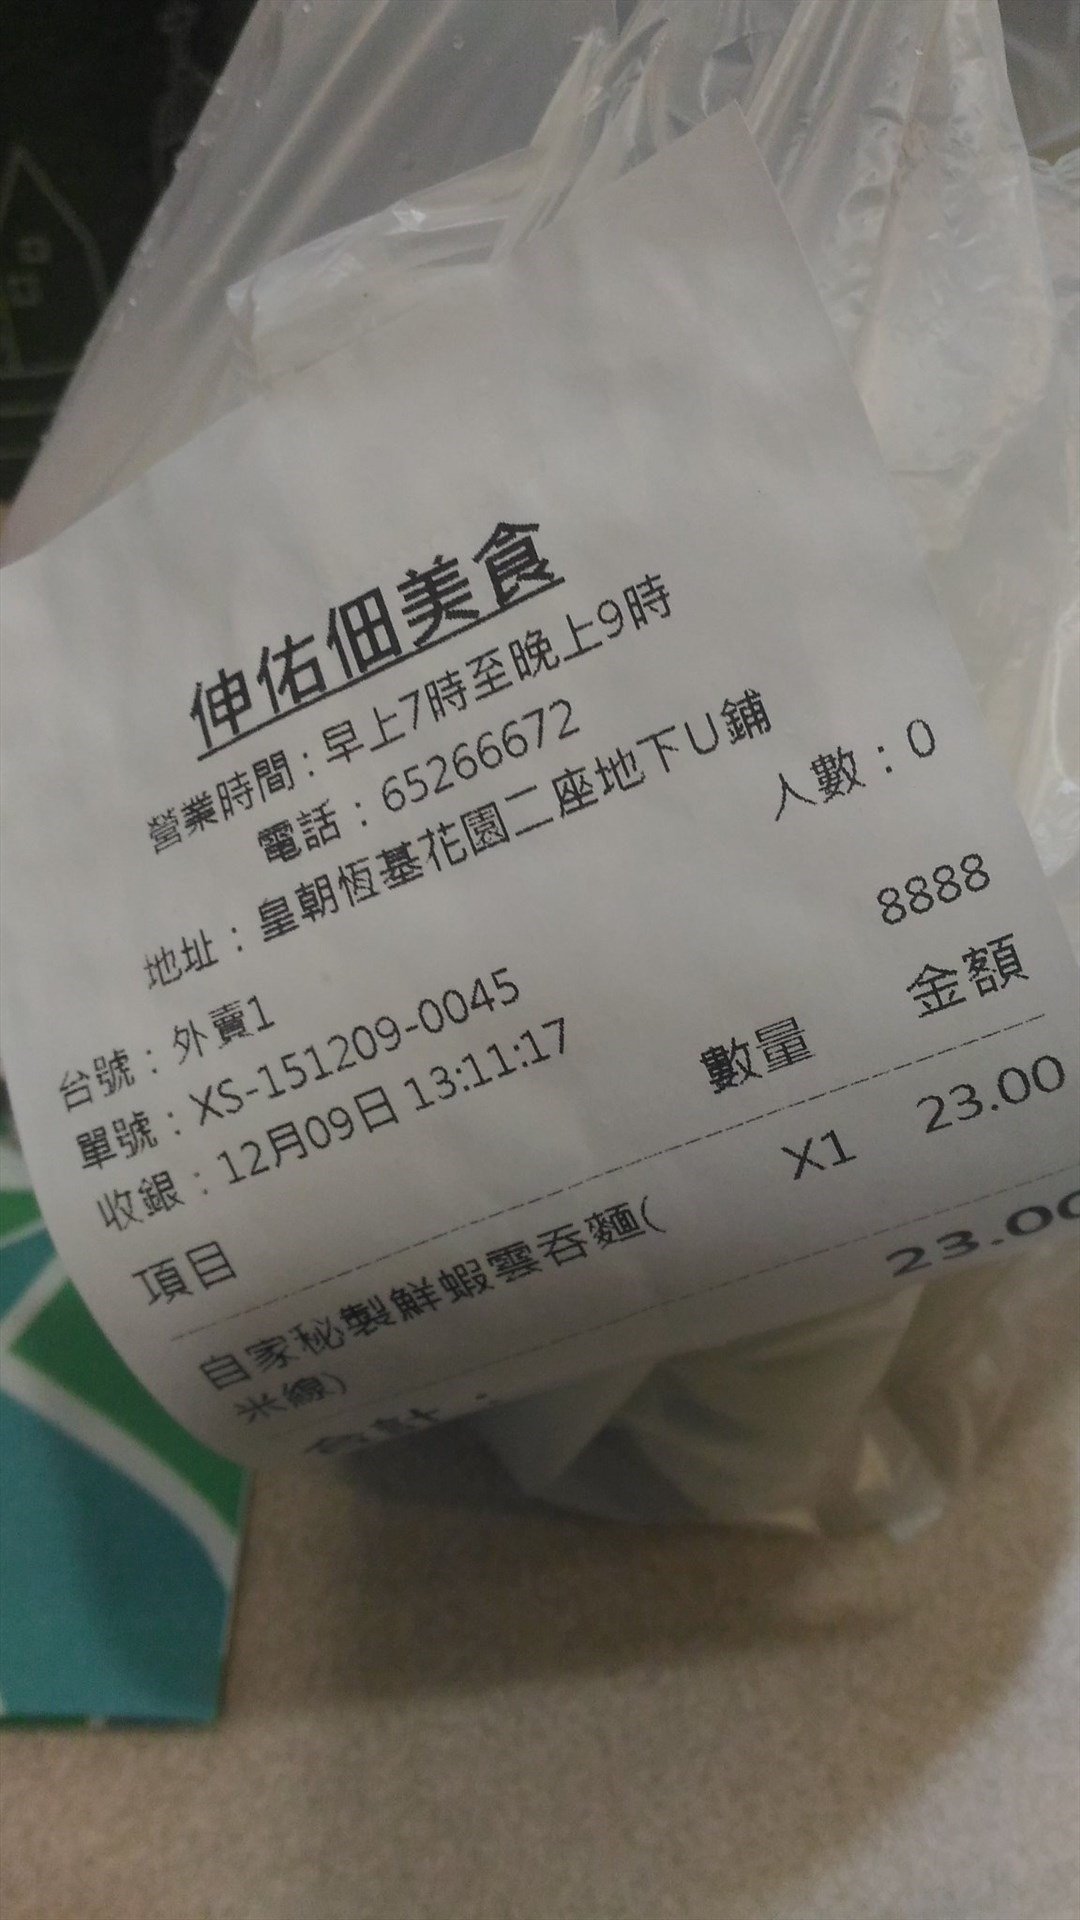 伸佑佃美食
營業時間：早上7時至晚上9時
電話：65266672
地址：皇朝恆基花園二座地下U鋪
台號：外賣1 人數：0
單號：XS-151209-0045
收銀：12月09日 13:11:17 8888
項目 數量 金額
自家秘製鮮蝦雲吞麵( X1 23.00
米線)
合計： 23.00